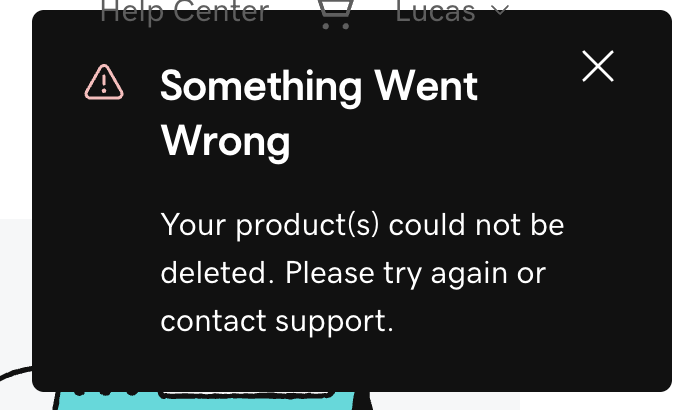 Help Center Lucas
Something Went
Wrong
Your product(s) could not be
deleted. Please try again or
contact support.